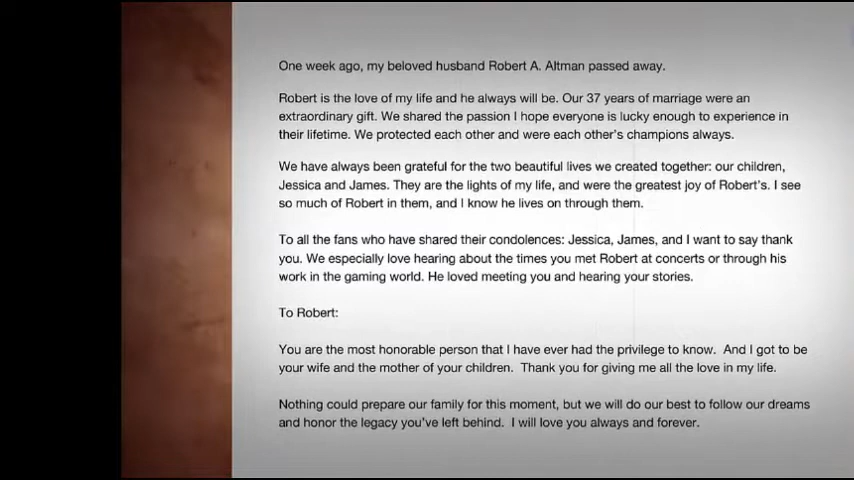 One week ago, my beloved husband Robert A. Altman passed away.
Robert is the love of my life and he always will be. Our 37 years of marriage were an
extraordinary gift. We shared the passion I hope everyone is lucky enough to experience in
their lifetime. We protected each other and were each other's champions always.
We have always been grateful for the two beautiful lives we created together: our children,
Jessica and James. They are the lights of my life, and were the greatest joy of Robert's. I see
so much of Robert in them, and I know he lives on through them.
To all the fans who have shared their condolences: Jessica, James, and I want to say thank
you. We especially love hearing about the times you met Robert at concerts or through his
work in the gaming world. He loved meeting you and hearing your stories.
To Robert:
You are the most honorable person that I have ever had the privilege to know.  And I got to be
your wife and the mother of your children.  Thank you for giving me all the love in my life.
Nothing could prepare our family for this moment, but we will do our best to follow our dreams
and honor the legacy you've left behind.  I will love you always and forever.